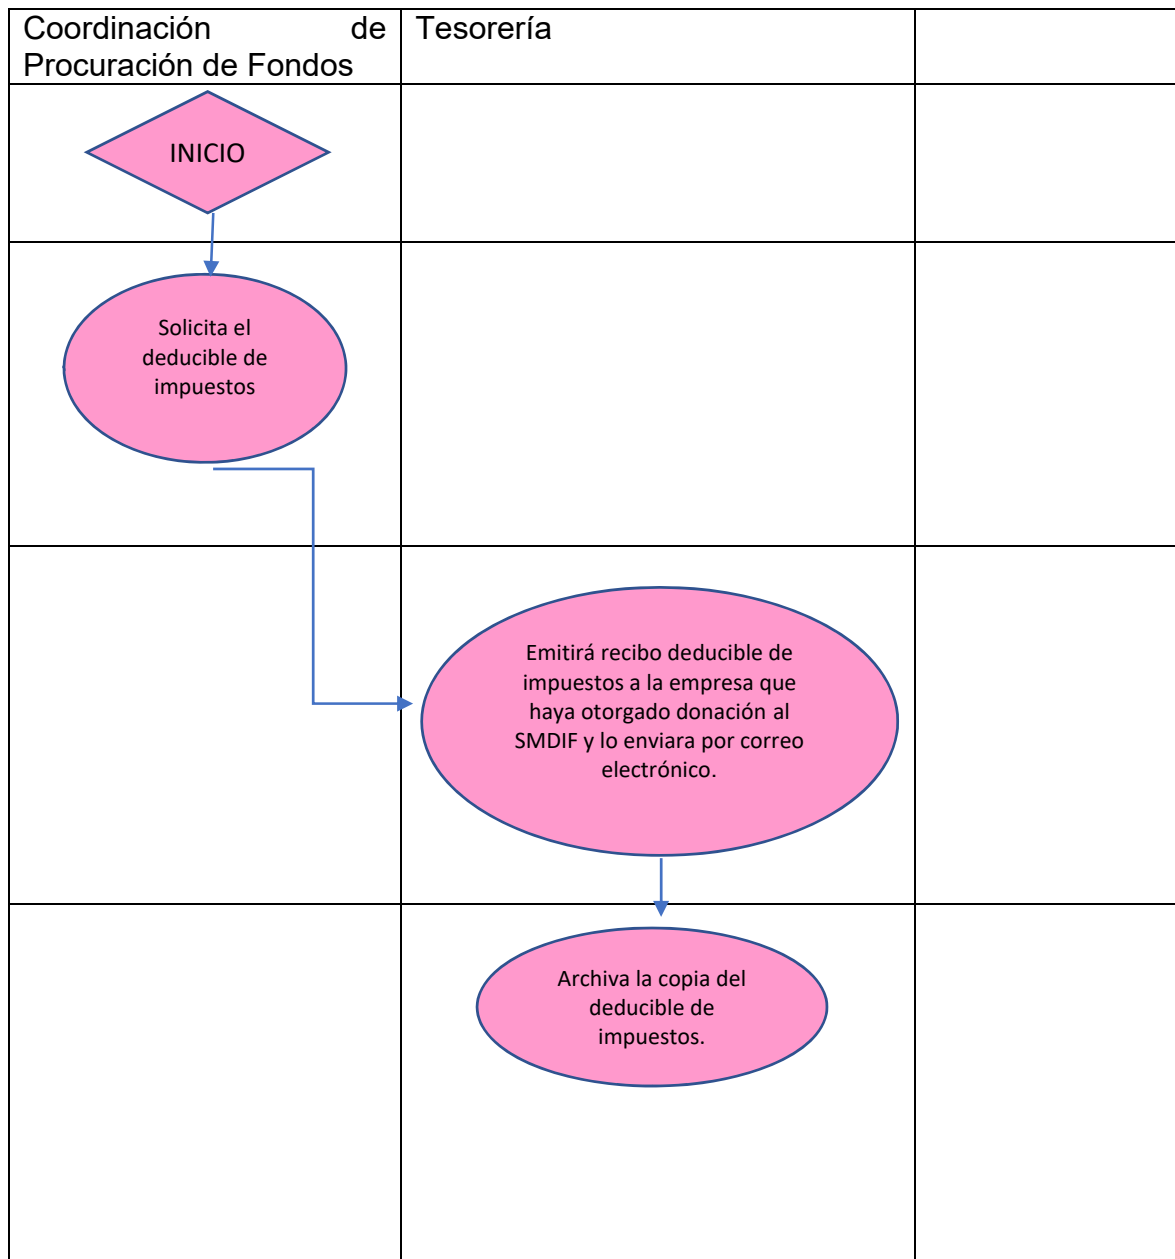 Coordinación de
Procuración de Fondos
Tesorería
INICIO
Solicita el
deducible de
impuestos
Emitirá recibo deducible de
impuestos a la empresa que
haya otorgado donación al
SMDIF y lo enviara por correo
electrónico.
Archiva la copia del
deducible de
impuestos.